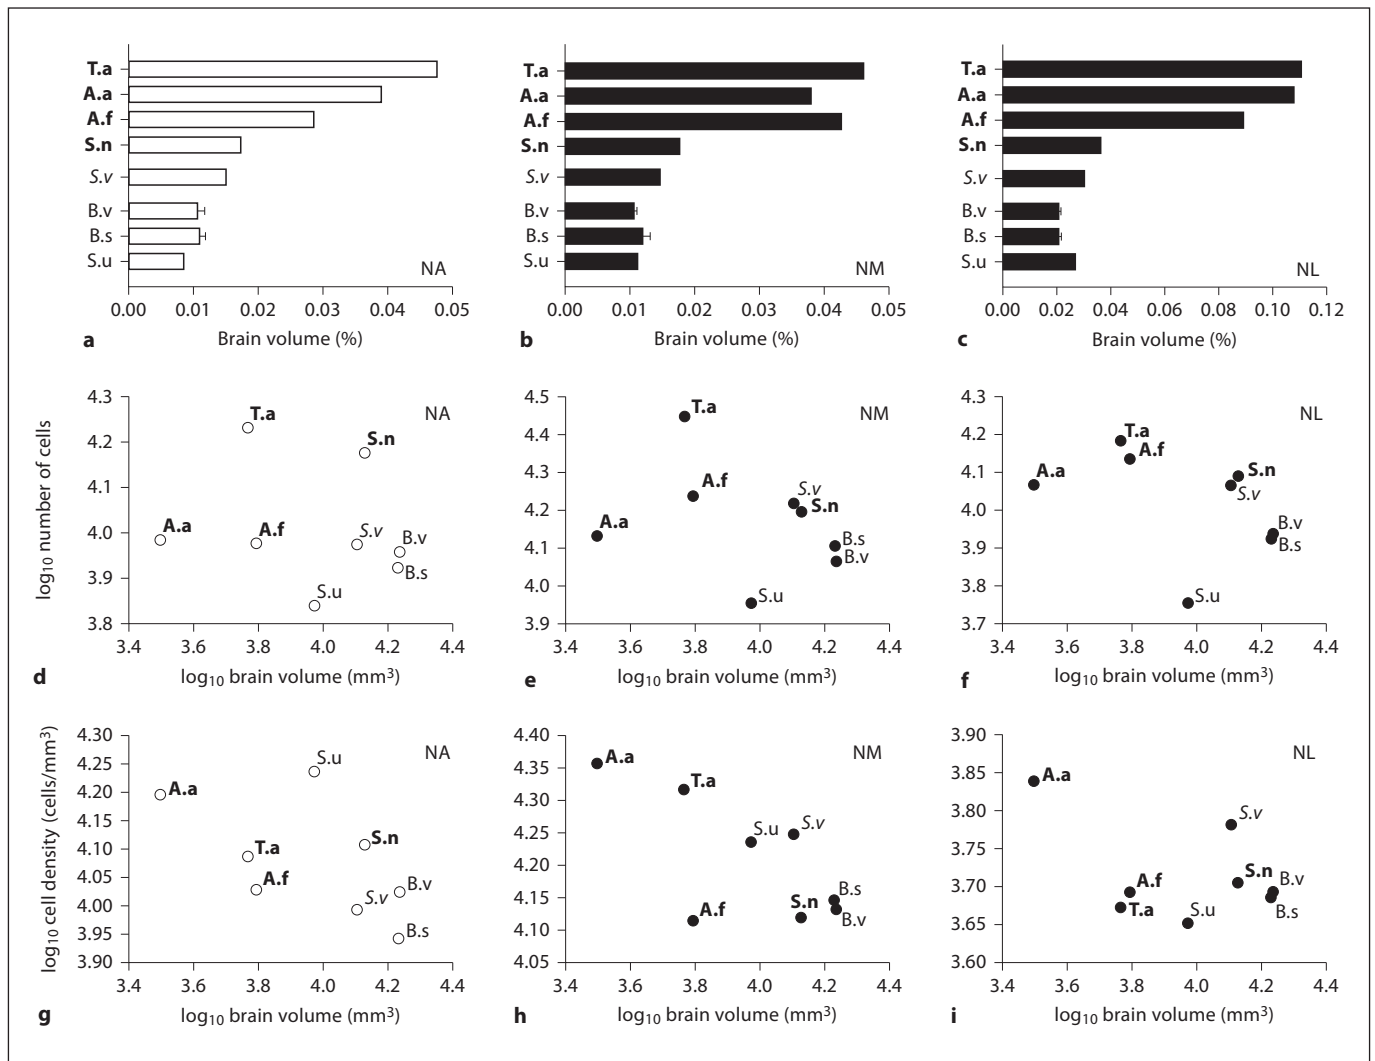 T.a
A.a
A.f
S.n
S.v
B.v
B.s
S.u
NA
0.00 0.01 0.02 0.03 0.04 0.05
a Brain volume (%)
T.a
A.a
A.f
S.n
S.v
B.v
B.s
S.u
NM
0.00 0.01 0.02 0.03 0.04 0.05
b Brain volume (%)
T.a
A.a
A.f
S.n
S.v
B.v
B.s
S.u
NL
0.00 0.02 0.04 0.06 0.08 0.10 0.12
c Brain volume (%)
log10 number of cells
4.3
4.2
4.1
4.0
3.9
3.8
NA
T.a
S.n
A.a
A.f
S.v
B.v
B.s
S.u
3.4 3.6 3.8 4.0 4.2 4.4
d log10 brain volume (mm³)
4.5
4.4
4.3
4.2
4.1
4.0
3.9
NM
T.a
A.f
S.v
S.n
A.a
B.s
B.v
S.u
3.4 3.6 3.8 4.0 4.2 4.4
e log10 brain volume (mm³)
4.3
4.2
4.1
4.0
3.9
3.8
3.7
NL
T.a
A.f
A.a
S.n
S.v
B.v
B.s
S.u
3.4 3.6 3.8 4.0 4.2 4.4
f log10 brain volume (mm³)
log10 cell density (cells/mm³)
4.30
4.25
4.20
4.15
4.10
4.05
4.00
3.95
3.90
NA
S.u
A.a
T.a
S.n
A.f
S.v
B.v
B.s
3.4 3.6 3.8 4.0 4.2 4.4
g log10 brain volume (mm³)
4.40
4.35
4.30
4.25
4.20
4.15
4.10
4.05
NM
A.a
T.a
S.u
S.v
B.s
S.n
A.f
B.v
3.4 3.6 3.8 4.0 4.2 4.4
h log10 brain volume (mm³)
3.90
3.85
3.80
3.75
3.70
3.65
3.60
NL
A.a
S.v
A.f
S.n
B.v
T.a
S.u
B.s
3.4 3.6 3.8 4.0 4.2 4.4
i log10 brain volume (mm³)